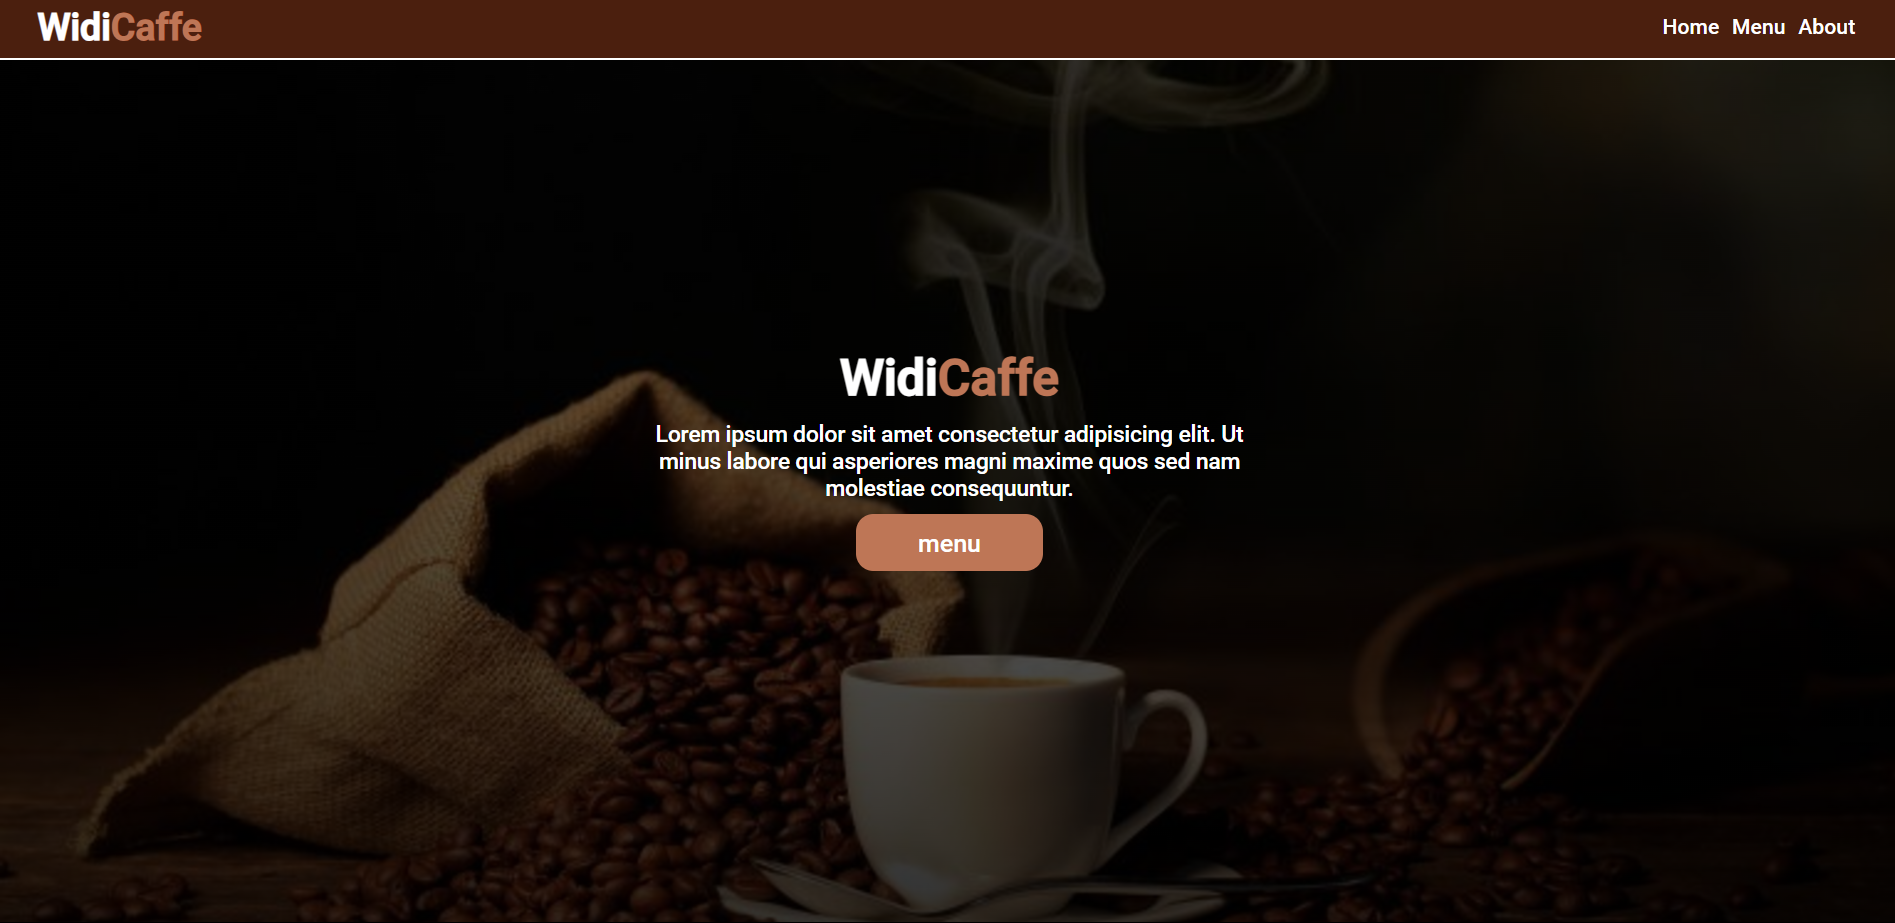 WidiCaffe
Home Menu About
WidiCaffe
Lorem ipsum dolor sit amet consectetur adipisicing elit. Ut
minus labore qui asperiores magni maxime quos sed nam
molestiae consequuntur.
menu